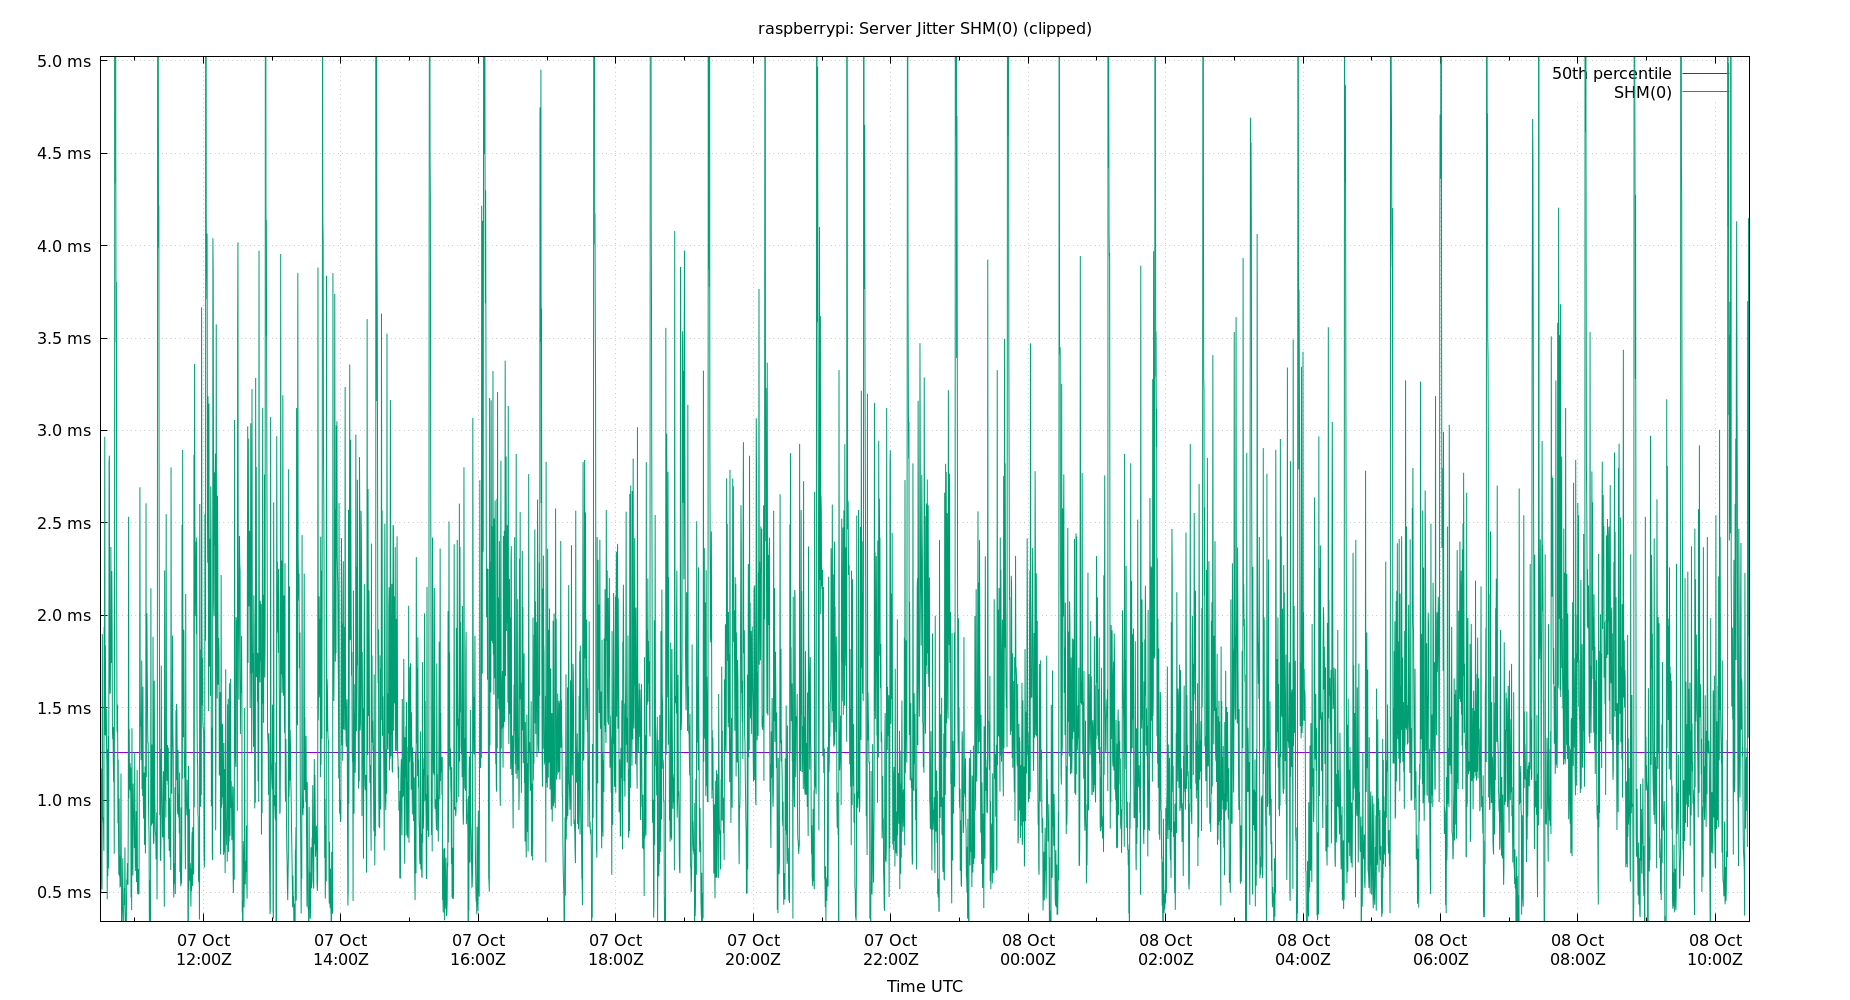 raspberrypi: Server Jitter SHM(0) (clipped)
5.0 ms
4.5 ms
4.0 ms
3.5 ms
3.0 ms
2.5 ms
2.0 ms
1.5 ms
1.0 ms
0.5 ms
50th percentile
SHM(0)
07 Oct 07 Oct 07 Oct 07 Oct 07 Oct 07 Oct 08 Oct 08 Oct 08 Oct 08 Oct 08 Oct 08 Oct
12:00Z 14:00Z 16:00Z 18:00Z 20:00Z 22:00Z 00:00Z 02:00Z 04:00Z 06:00Z 08:00Z 10:00Z
Time UTC